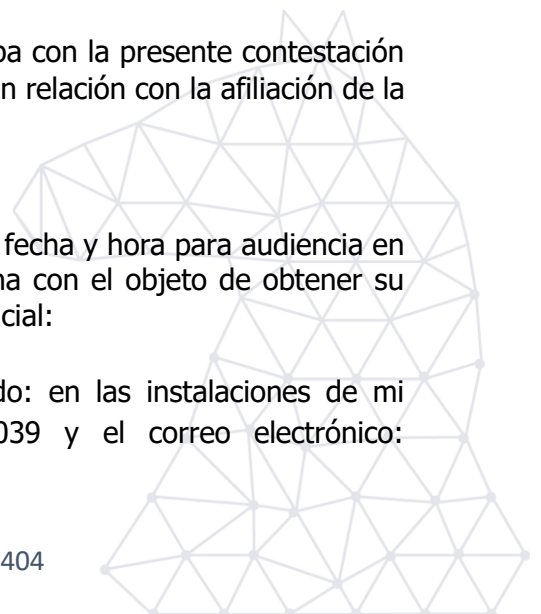 ba con la presente contestación
n relación con la afiliación de la
fecha y hora para audiencia en
na con el objeto de obtener su
cial:
do: en las instalaciones de mi
039 y el correo electrónico:
404